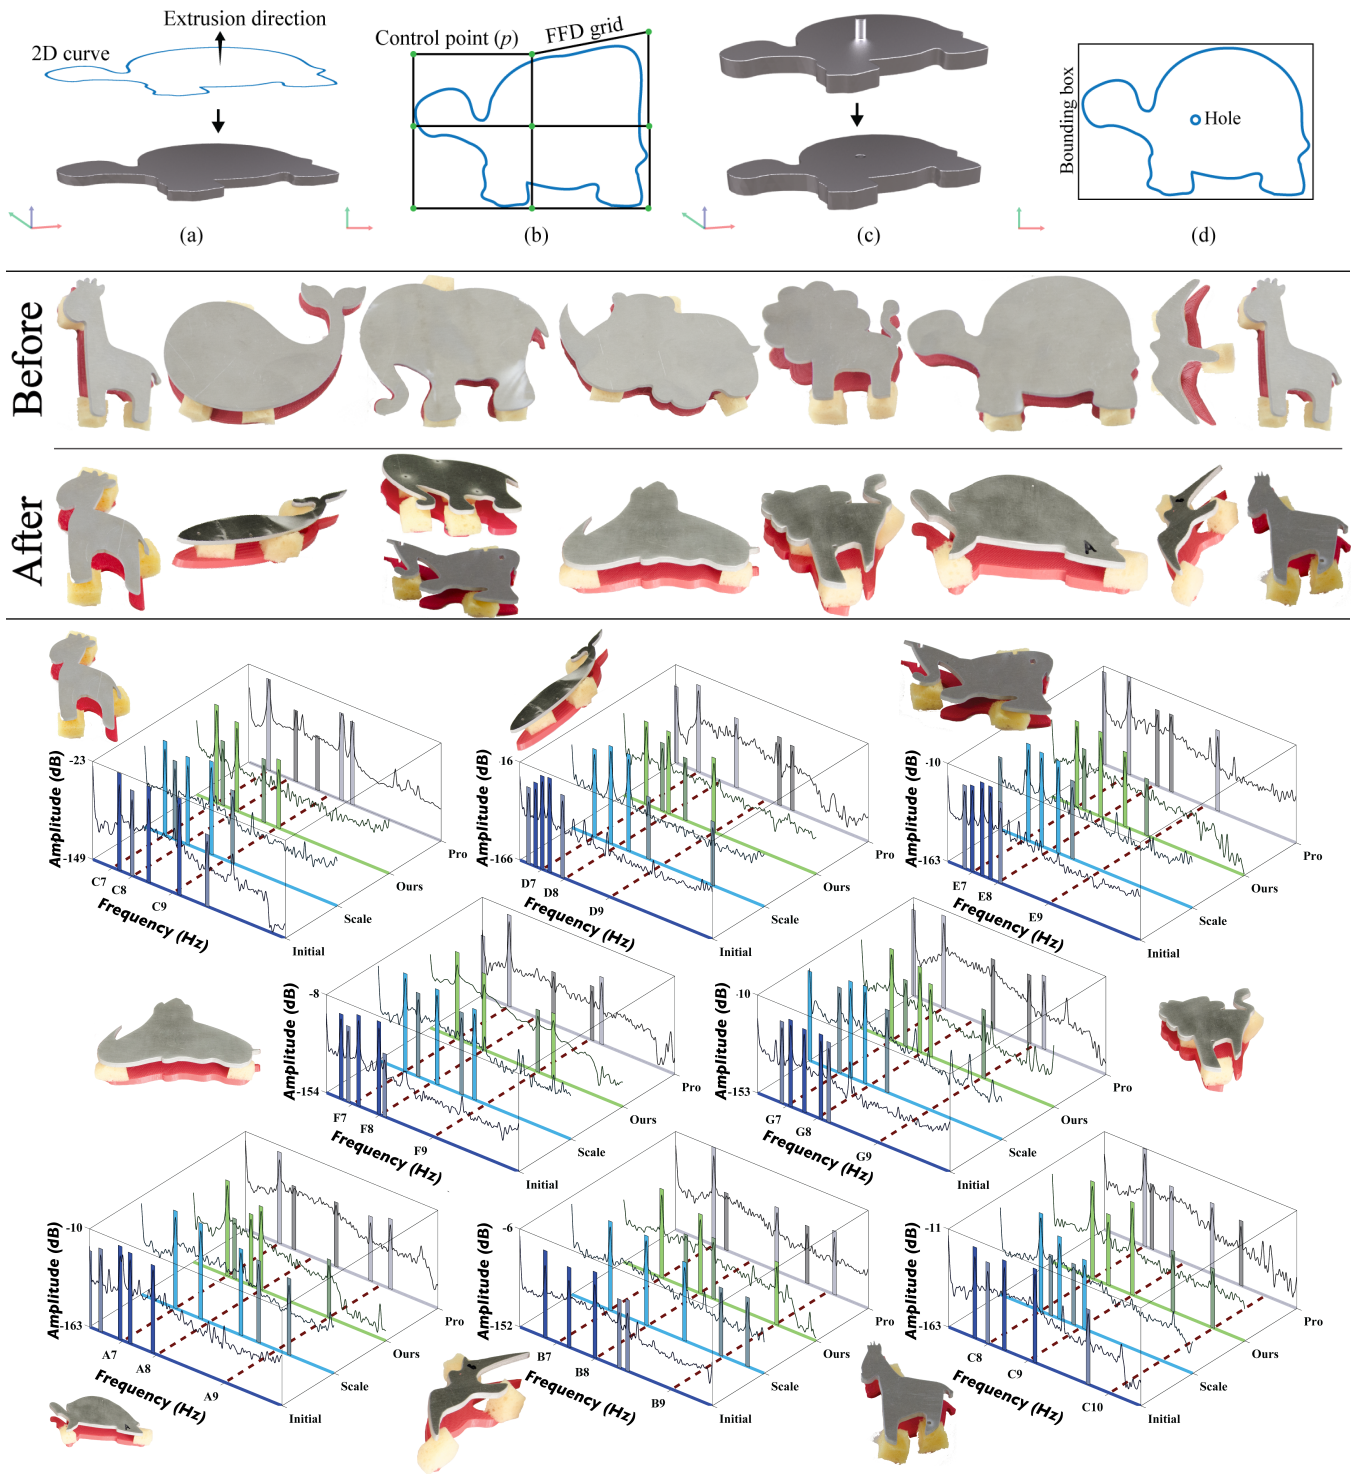 Extrusion direction
2D curve
(a)
Control point (p)
FFD grid
(b)
(c)
Bounding box
Hole
(d)
Before
After
A
-23
Amplitude (dB)
-149
C7
C8
C9
Frequency (Hz)
Initial
Scale
Ours
Pro
-16
Amplitude (dB)
-166
D7
D8
D9
Frequency (Hz)
Initial
Scale
Ours
Pro
-10
Amplitude (dB)
-163
E7
E8
E9
Frequency (Hz)
Initial
Scale
Ours
Pro
-8
Amplitude (dB)
-154
F7
F8
F9
Frequency (Hz)
Initial
Scale
Ours
Pro
-10
Amplitude (dB)
-153
G7
G8
G9
Frequency (Hz)
Initial
Scale
Ours
Pro
-10
Amplitude (dB)
-163
A7
A8
A9
Frequency (Hz)
Initial
Scale
Ours
Pro
-6
Amplitude (dB)
-152
B7
B8
B9
Frequency (Hz)
Initial
Scale
Ours
Pro
-11
Amplitude (dB)
-163
C8
C9
C10
Frequency (Hz)
Initial
Scale
Ours
Pro